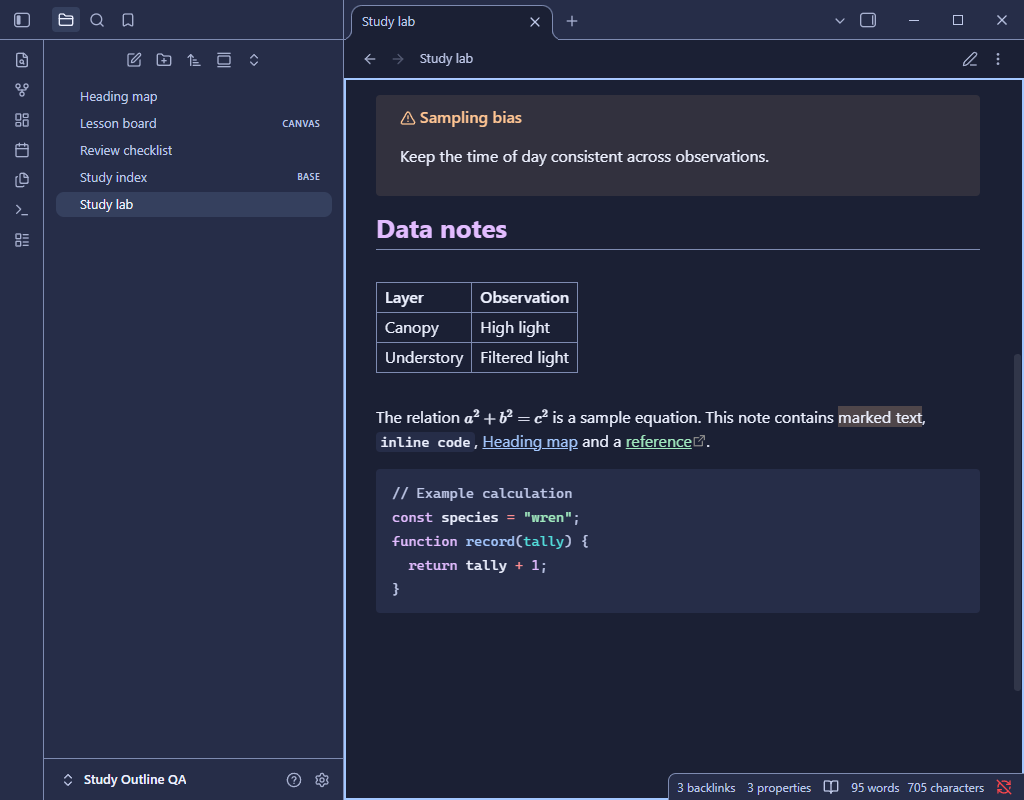 Study lab
Study lab
Heading map
Lesson board CANVAS
Review checklist
Study index BASE
Study lab
Sampling bias
Keep the time of day consistent across observations.
Data notes
Layer Observation
Canopy High light
Understory Filtered light
The relation a² + b² = c² is a sample equation. This note contains marked text,
inline code, Heading map and a reference.
// Example calculation
const species = "wren";
function record(tally) {
  return tally + 1;
}
Study Outline QA
3 backlinks 3 properties 95 words 705 characters